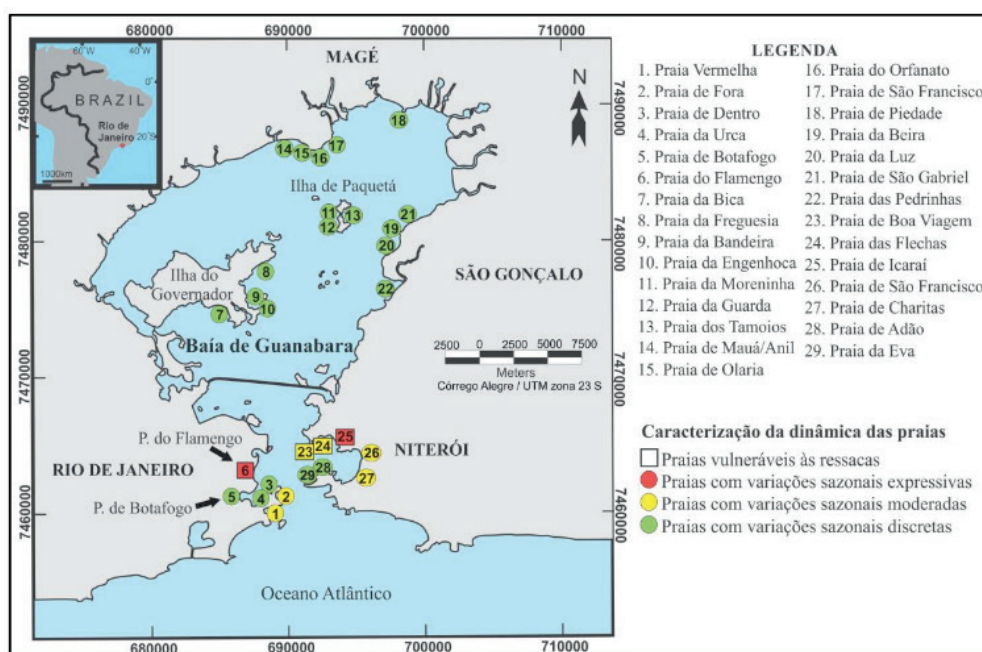 680000 690000 700000 710000
60°W 40°W
0°
BRAZIL
Rio de
Janeiro
20°S
1000km
MAGÉ
N
7490000
7490000
18
14 15 16 17
Ilha de Paquetá
11 13 21
12 19
20
7480000
7480000
SÃO GONÇALO
Ilha do
Governador
8
9
10
7
22
Baía de Guanabara
2500 0 2500 5000 7500
Meters
Córrego Alegre / UTM zona 23 S
7470000
7470000
P. do Flamengo
6
RIO DE JANEIRO
P. de Botafogo
5
3
4
2
1
25
24
23
26
28
29
27
NITERÓI
7460000
7460000
Oceano Atlântico
680000 690000 700000 710000
LEGENDA
1. Praia Vermelha
2. Praia de Fora
3. Praia de Dentro
4. Praia da Urca
5. Praia de Botafogo
6. Praia do Flamengo
7. Praia da Bica
8. Praia da Freguesia
9. Praia da Bandeira
10. Praia da Engenhoca
11. Praia da Moreninha
12. Praia da Guarda
13. Praia dos Tamoios
14. Praia de Mauá/Anil
15. Praia de Olaria
16. Praia do Orfanato
17. Praia de São Francisco
18. Praia de Piedade
19. Praia da Beira
20. Praia da Luz
21. Praia de São Gabriel
22. Praia das Pedrinhas
23. Praia de Boa Viagem
24. Praia das Flechas
25. Praia de Icaraí
26. Praia de São Francisco
27. Praia de Charitas
28. Praia de Adão
29. Praia da Eva
Caracterização da dinâmica das praias
Praias vulneráveis às ressacas
Praias com variações sazonais expressivas
Praias com variações sazonais moderadas
Praias com variações sazonais discretas